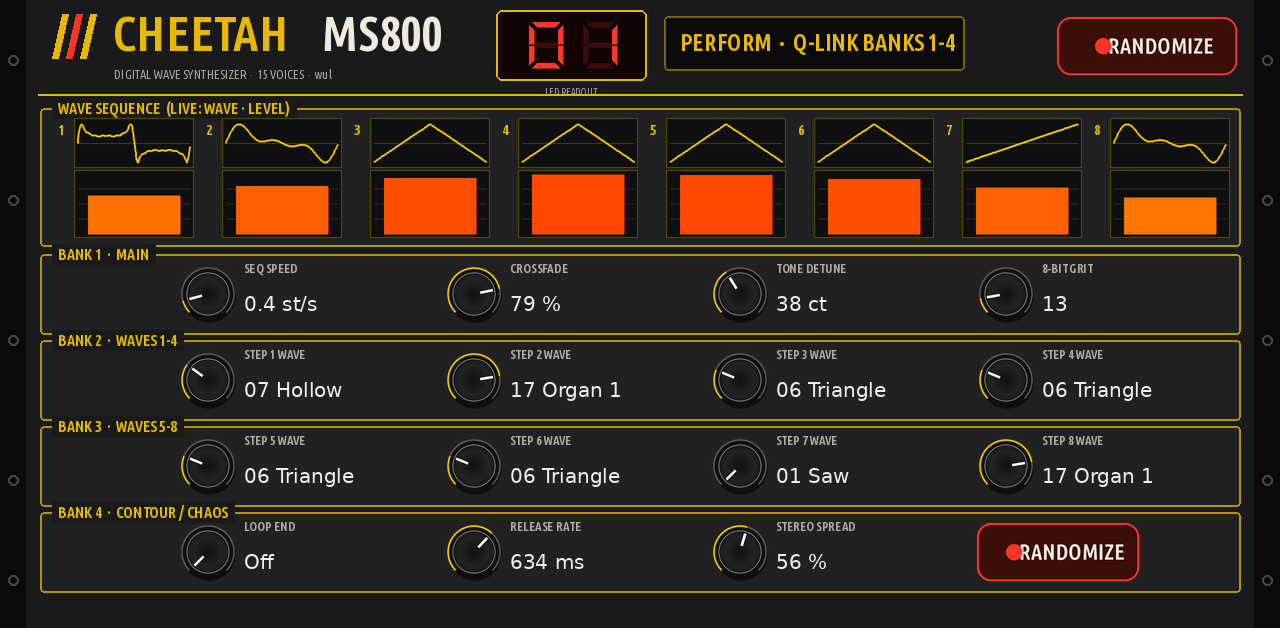 CHEETAH MS800
DIGITAL WAVE SYNTHESIZER · 15 VOICES · wul
01
LED READOUT
PERFORM · Q-LINK BANKS 1-4
RANDOMIZE
WAVE SEQUENCE (LIVE: WAVE · LEVEL)
1 2 3 4 5 6 7 8
BANK 1 · MAIN
SEQ SPEED CROSSFADE TONE DETUNE 8-BIT GRIT
0.4 st/s 79 % 38 ct 13
BANK 2 · WAVES 1-4
STEP 1 WAVE STEP 2 WAVE STEP 3 WAVE STEP 4 WAVE
07 Hollow 17 Organ 1 06 Triangle 06 Triangle
BANK 3 · WAVES 5-8
STEP 5 WAVE STEP 6 WAVE STEP 7 WAVE STEP 8 WAVE
06 Triangle 06 Triangle 01 Saw 17 Organ 1
BANK 4 · CONTOUR / CHAOS
LOOP END RELEASE RATE STEREO SPREAD
Off 634 ms 56 % RANDOMIZE